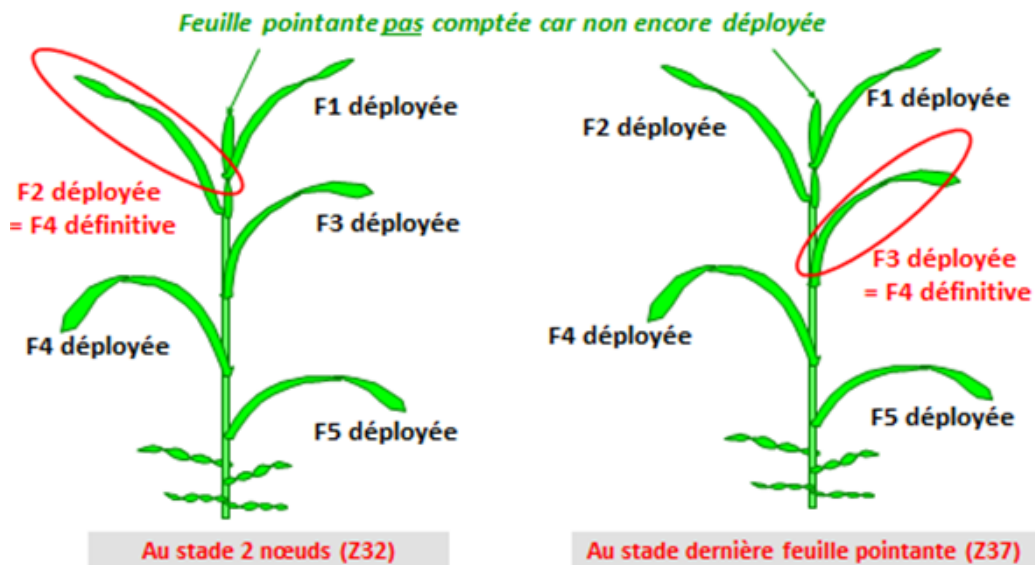 Feuille pointante pas comptée car non encore déployée
F1 déployée
F2 déployée
= F4 définitive
F3 déployée
F4 déployée
F5 déployée
Au stade 2 nœuds (Z32)
F1 déployée
F2 déployée
F3 déployée
= F4 définitive
F4 déployée
F5 déployée
Au stade dernière feuille pointante (Z37)